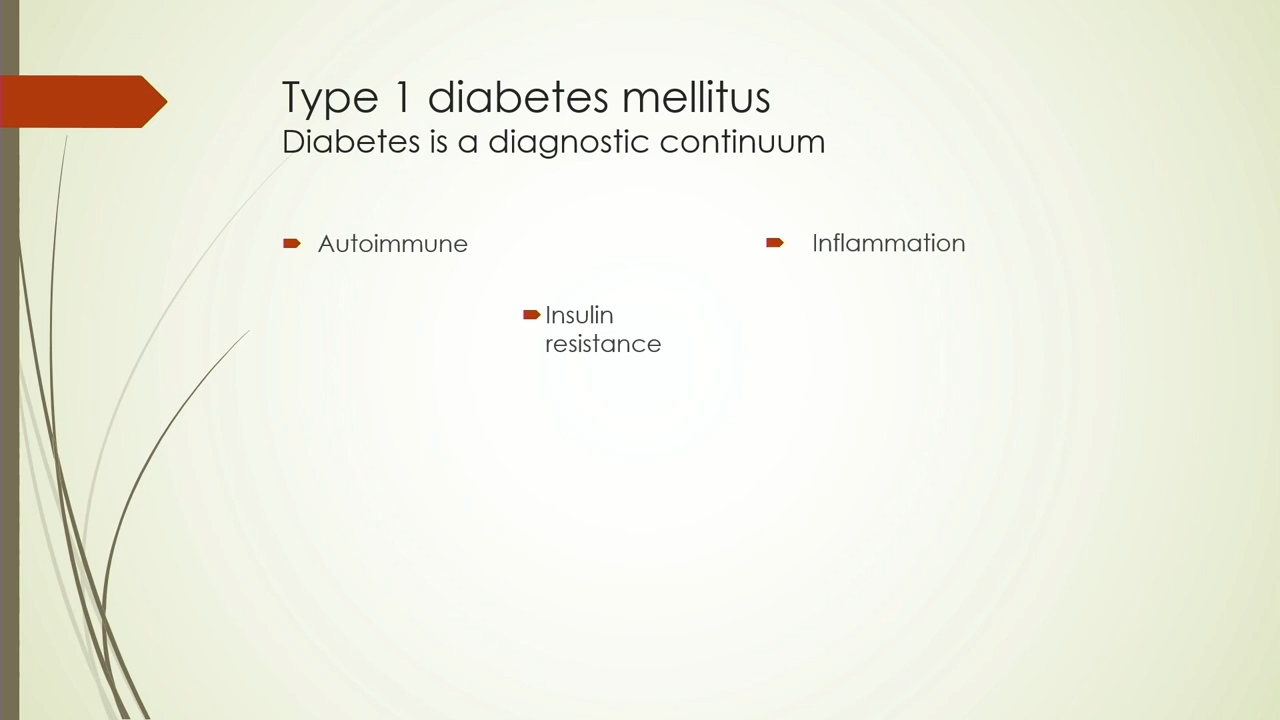 Type 1 diabetes mellitus
Diabetes is a diagnostic continuum
Autoimmune
Inflammation
Insulin
resistance